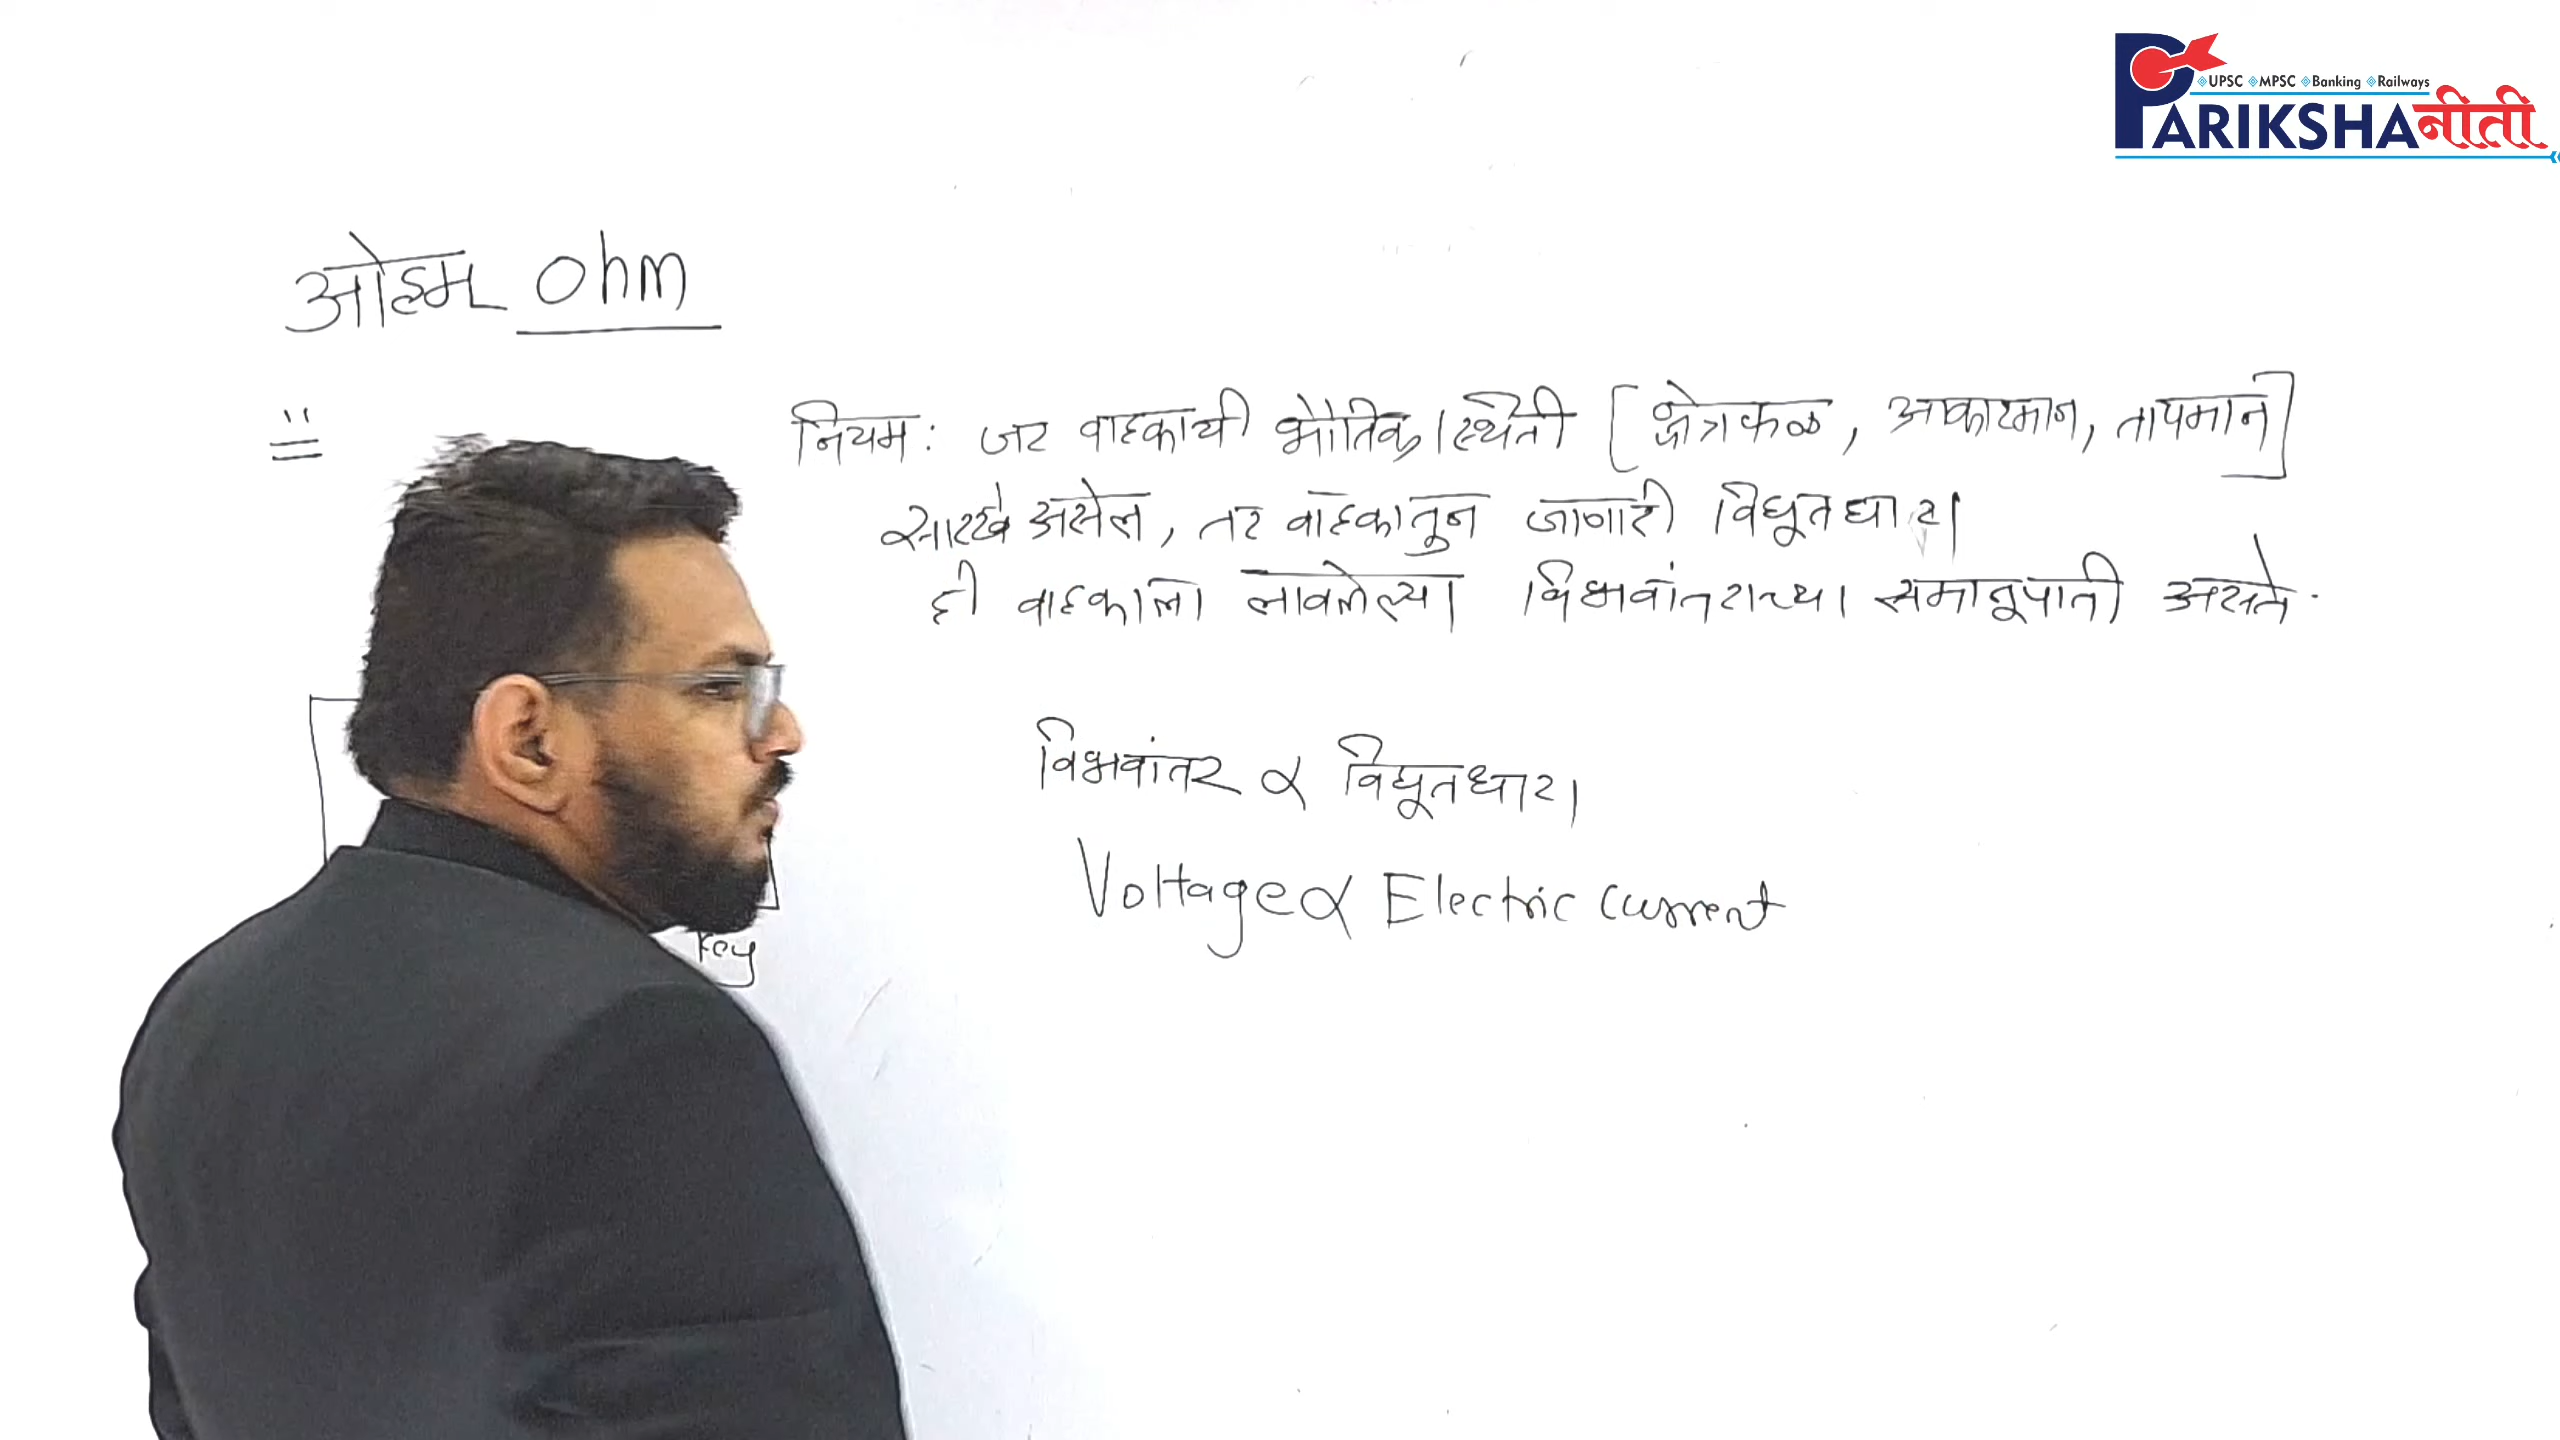 UPSC MPSC Banking Railways
PARIKSHAनीती
ओहम ohm
नियम: जर वाहकाची भौतिक स्थिती [क्षेत्रफळ, आकारमान, तापमान]
सारखे असेल, तर वाहकातुन जाणारी विधूतधारा
ही वाहकाला लावलेल्या विभवांतराच्या समानूपाती असते.
विभवांतर ∝ विधूतधारा
Voltage ∝ Electric current
key